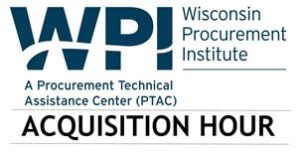 WPI
Wisconsin
Procurement
Institute
A Procurement Technical
Assistance Center (PTAC)
ACQUISITION HOUR